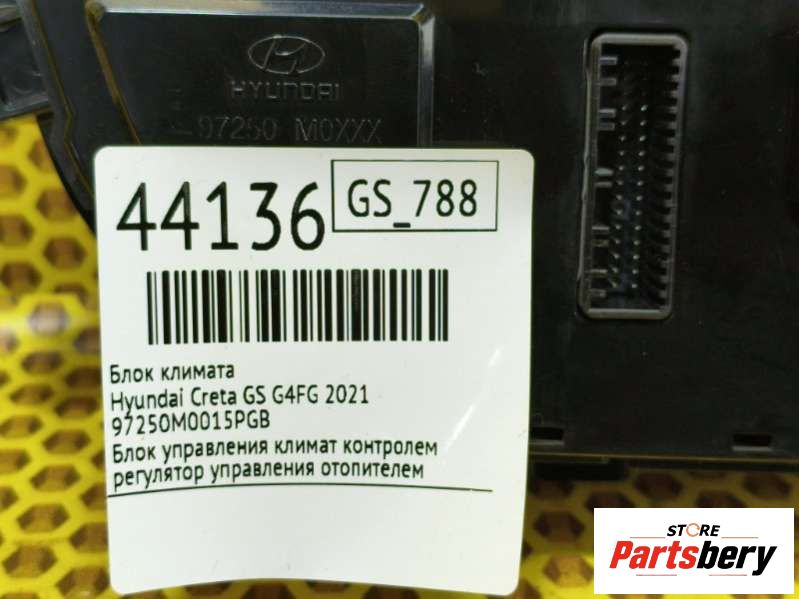 HYUNDAI
97250 M0XXX
44136
GS_788
Блок климата
Hyundai Creta GS G4FG 2021
97250M0015PGB
Блок управления климат контролем
регулятор управления отопителем
STORE
Partsbery